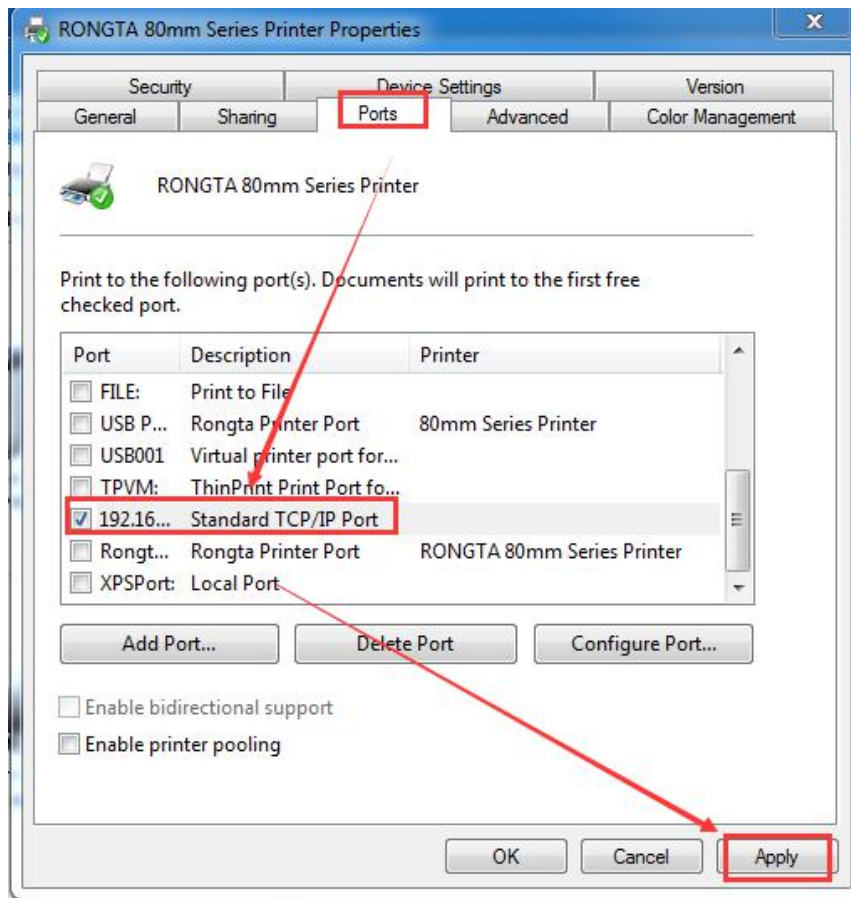 RONGTA 80mm Series Printer Properties
X
Security Device Settings Version
General Sharing Ports Advanced Color Management
RONGTA 80mm Series Printer
Print to the following port(s). Documents will print to the first free
checked port.
Port Description Printer
FILE: Print to File
USB P... Rongta Printer Port 80mm Series Printer
USB001 Virtual printer port for...
TPVM: ThinPrint Print Port fo...
192.16... Standard TCP/IP Port
Rongt... Rongta Printer Port RONGTA 80mm Series Printer
XPSPort: Local Port
Add Port... Delete Port Configure Port...
Enable bidirectional support
Enable printer pooling
OK Cancel Apply